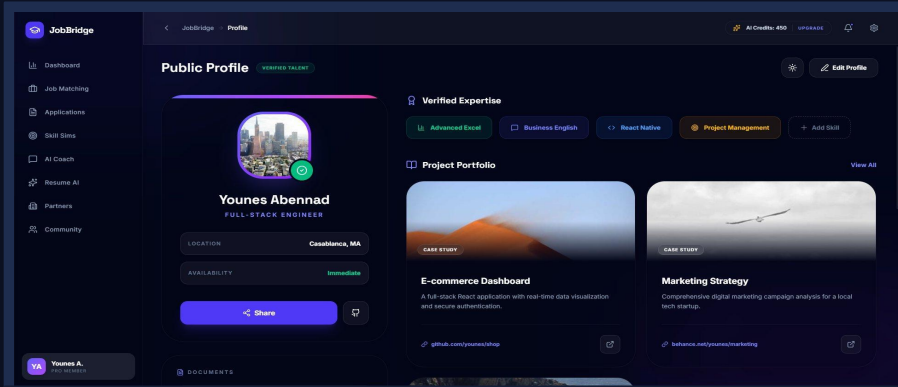 JobBridge
JobBridge
Profile
AI Credits: 450
UPGRADE
Dashboard
Job Matching
Applications
Skill Sims
AI Coach
Resume AI
Partners
Community
YA
Younes A.
PRO MEMBER
Public Profile
VERIFIED TALENT
Edit Profile
Younes Abennad
FULL-STACK ENGINEER
LOCATION
Casablanca, MA
AVAILABILITY
Immediate
Share
DOCUMENTS
Verified Expertise
Advanced Excel
Business English
React Native
Project Management
+ Add Skill
Project Portfolio
View All
CASE STUDY
E-commerce Dashboard
A full-stack React application with real-time data visualization
and secure authentication.
github.com/younes/shop
CASE STUDY
Marketing Strategy
Comprehensive digital marketing campaign analysis for a local
tech startup.
behance.net/younes/marketing